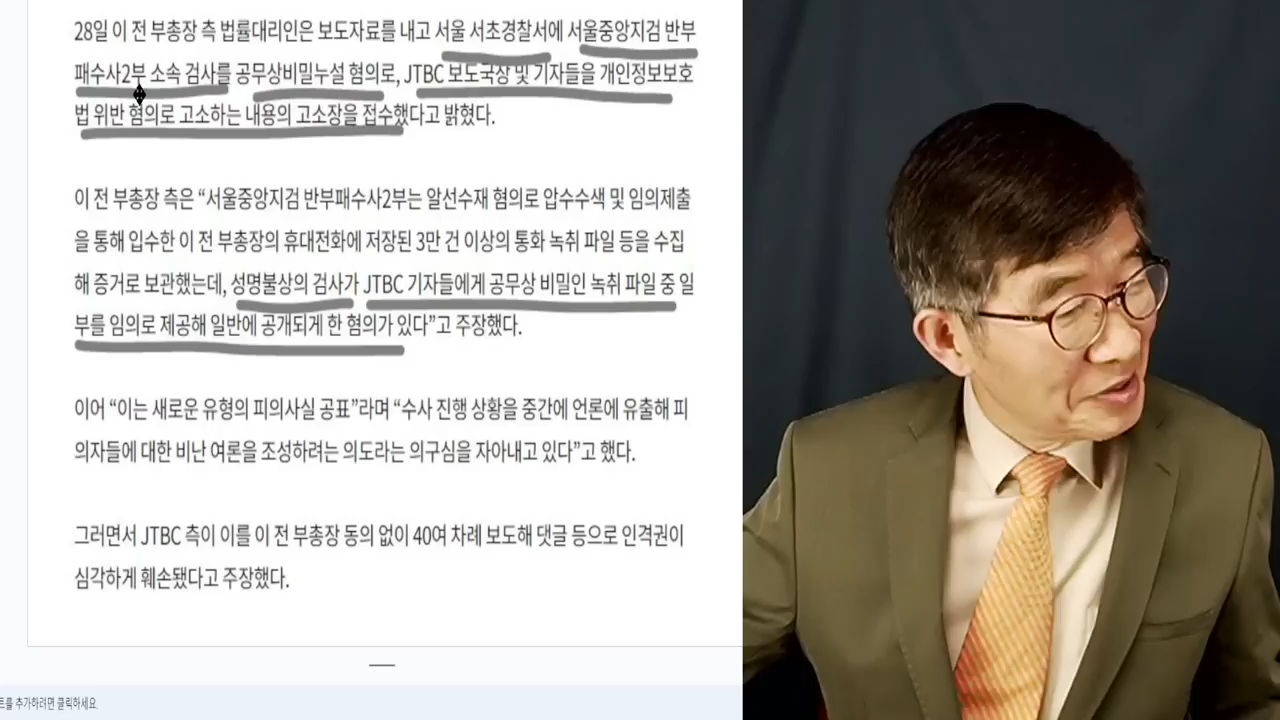 28일 이 전 부총장 측 법률대리인은 보도자료를 내고 서울 서초경찰서에 서울중앙지검 반부
패수사2부 소속 검사를 공무상비밀누설 혐의로, JTBC 보도국장 및 기자들을 개인정보보호
법 위반 혐의로 고소하는 내용의 고소장을 접수했다고 밝혔다.
이 전 부총장 측은 “서울중앙지검 반부패수사2부는 알선수재 혐의로 압수수색 및 임의제출
을 통해 입수한 이 전 부총장의 휴대전화에 저장된 3만 건 이상의 통화 녹취 파일 등을 수집
해 증거로 보관했는데, 성명불상의 검사가 JTBC 기자들에게 공무상 비밀인 녹취 파일 중 일
부를 임의로 제공해 일반에 공개되게 한 혐의가 있다”고 주장했다.
이어 “이는 새로운 유형의 피의사실 공표”라며 “수사 진행 상황을 중간에 언론에 유출해 피
의자들에 대한 비난 여론을 조성하려는 의도라는 의구심을 자아내고 있다”고 했다.
그러면서 JTBC 측이 이를 이 전 부총장 동의 없이 40여 차례 보도해 댓글 등으로 인격권이
심각하게 훼손됐다고 주장했다.
트를 추가하려면 클릭하세요